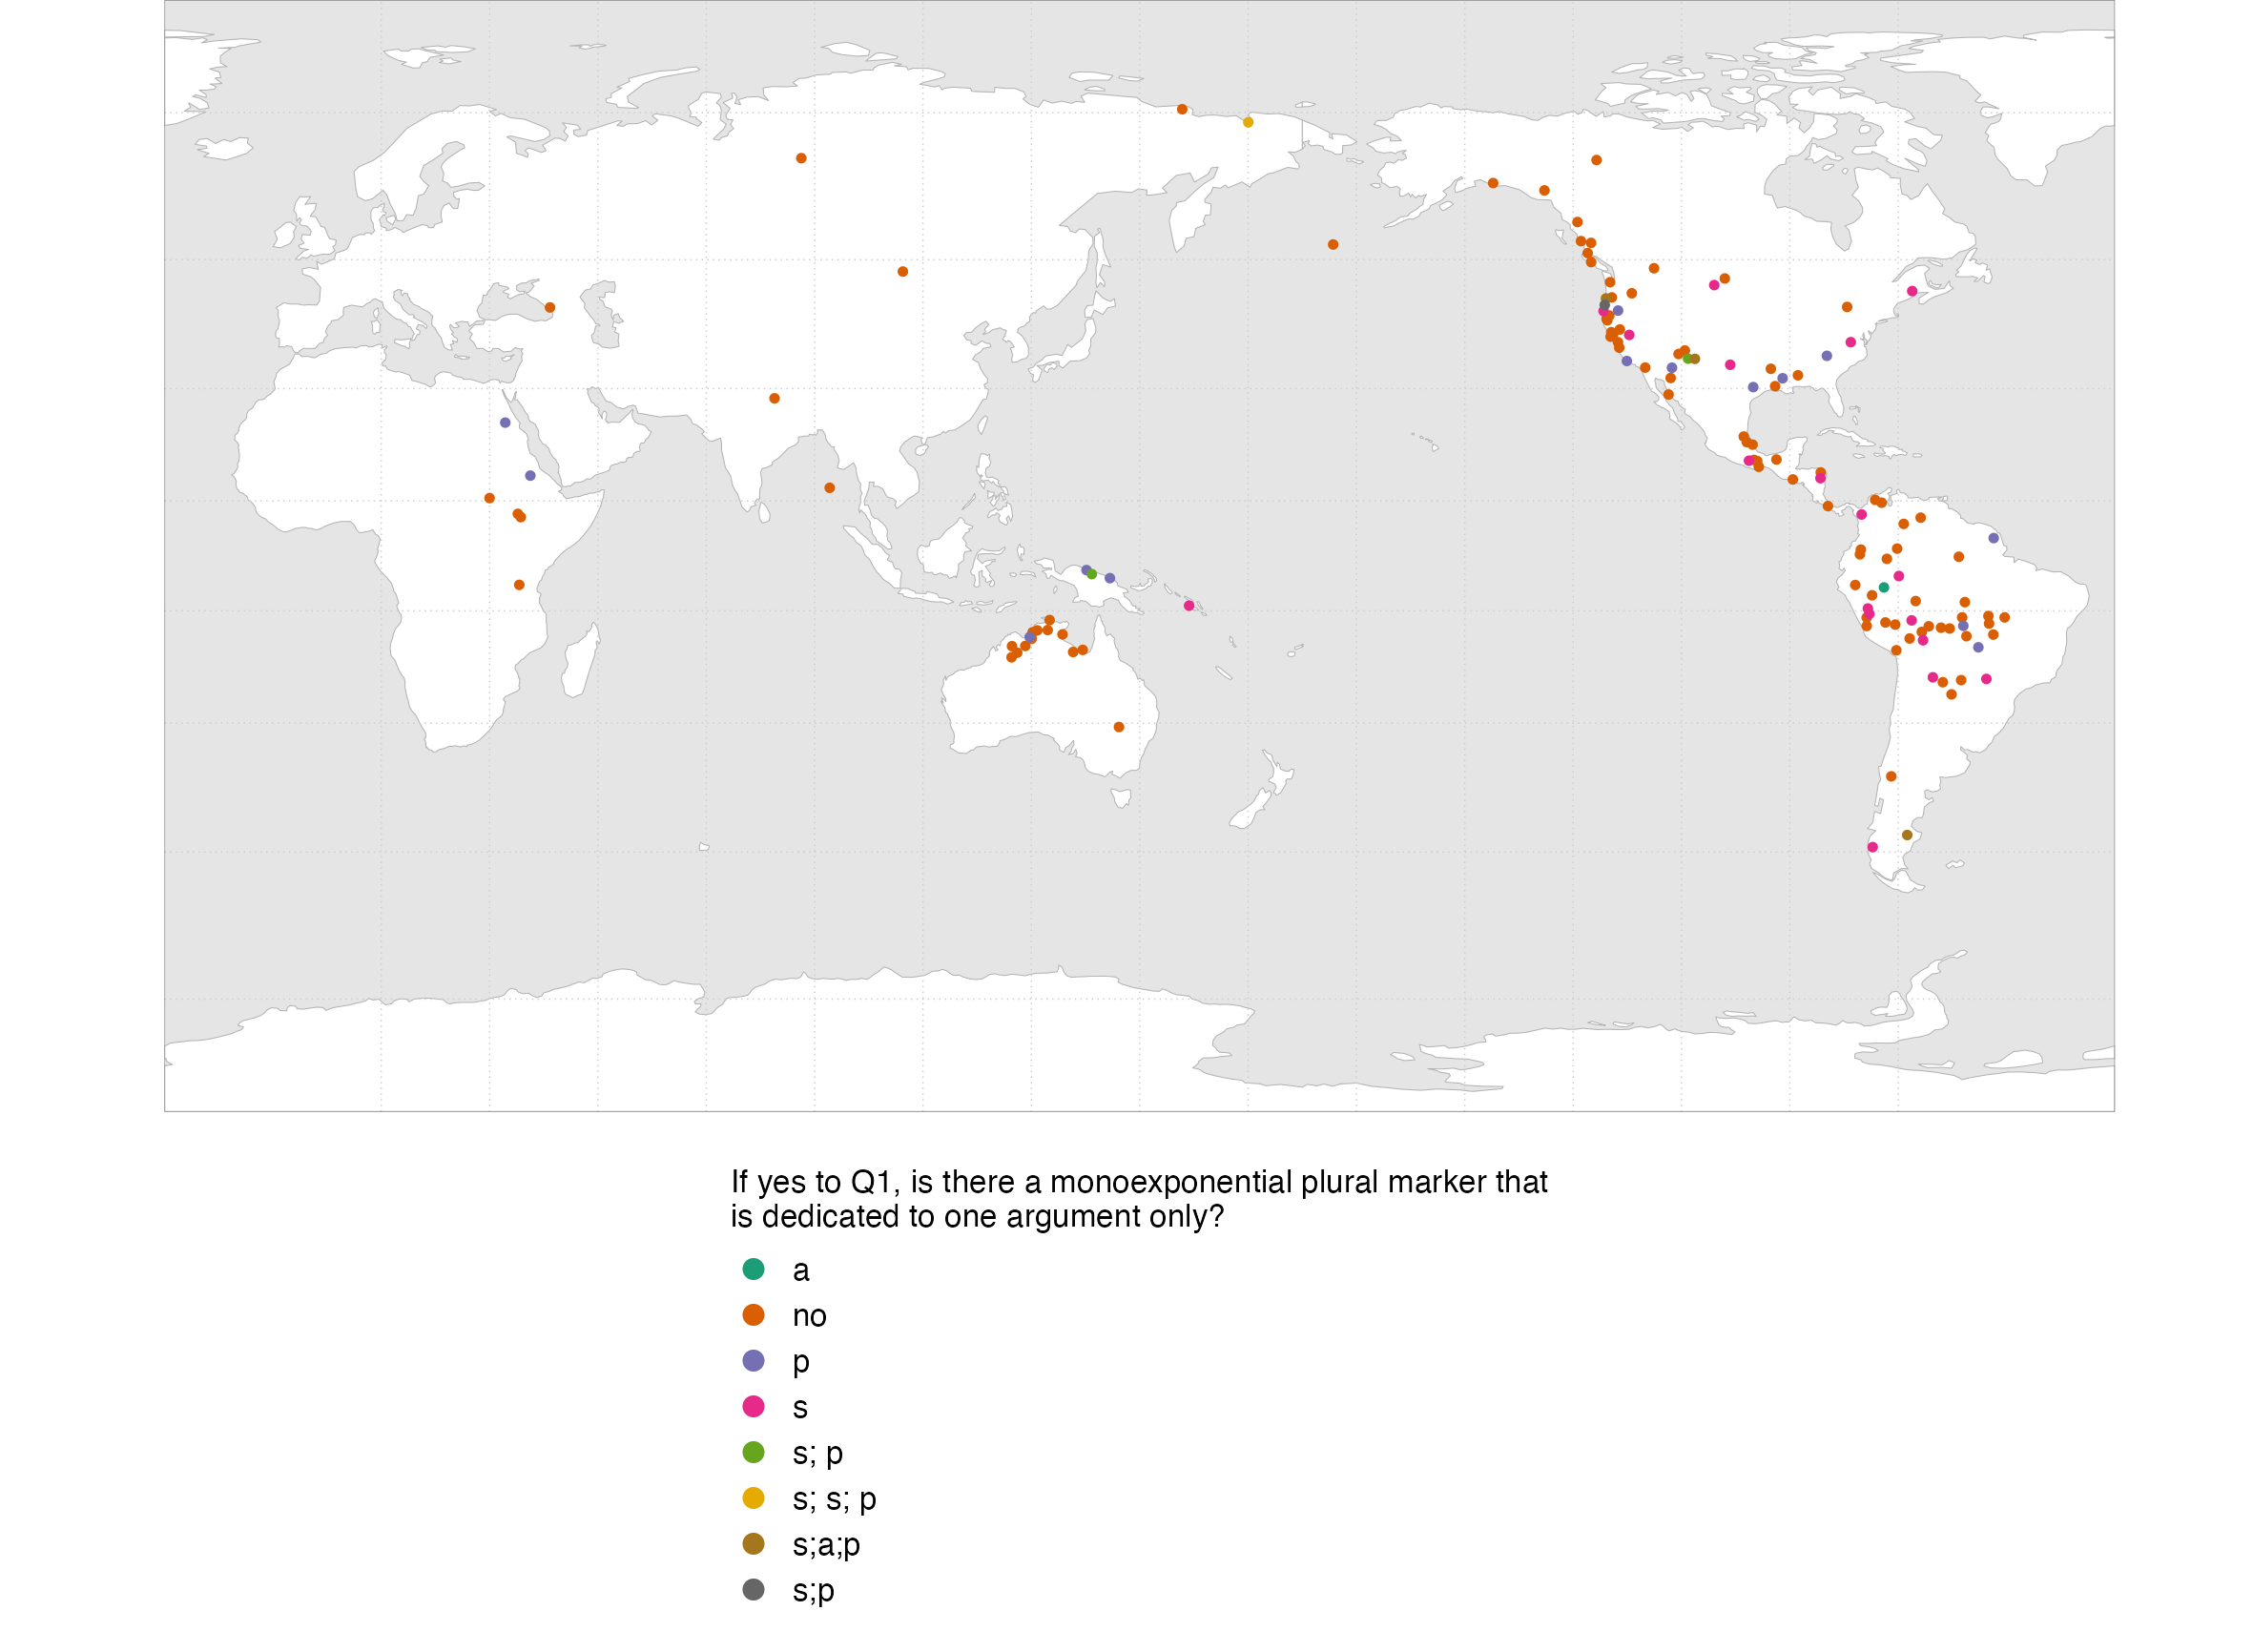 If yes to Q1, is there a monoexponential plural marker that
is dedicated to one argument only?
a
no
p
s
s; p
s; s; p
s;a;p
s;p